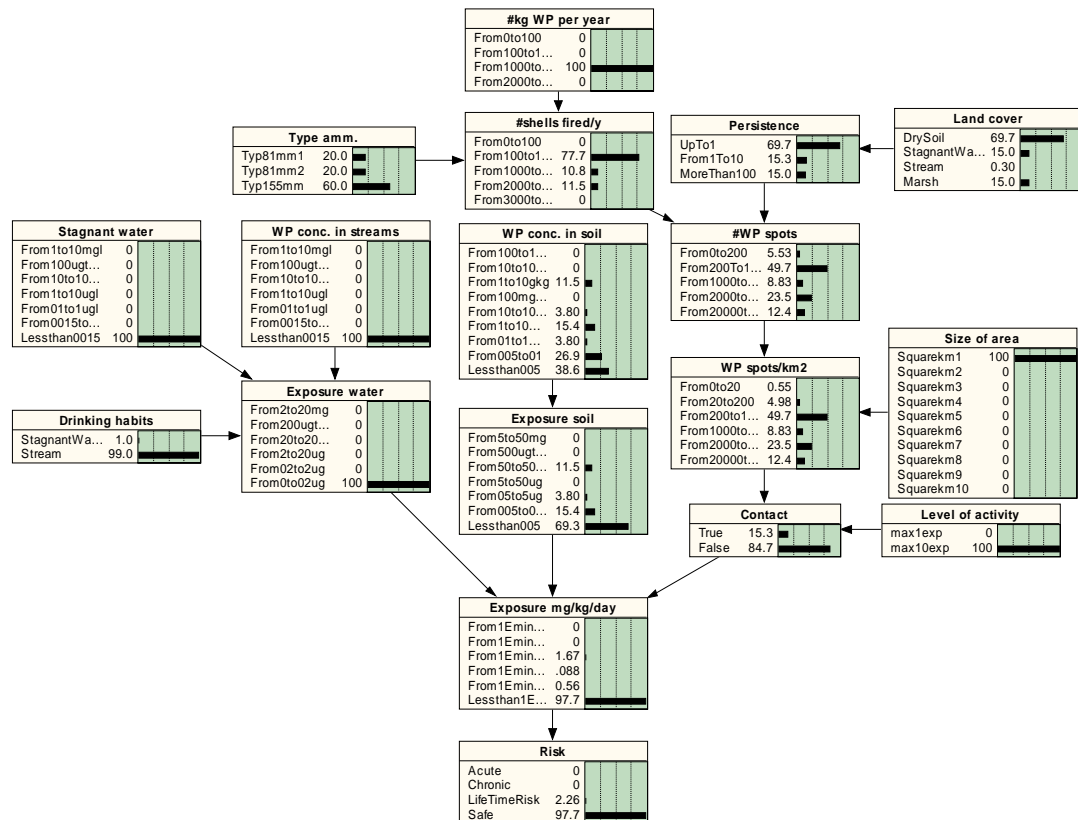 #kg WP per year
From0to100 0
From100to1... 0
From1000to... 100
From2000to... 0
#shells fired/y
From0to100 0
From100to1... 77.7
From1000to... 10.8
From2000to... 11.5
From3000to... 0
Type amm.
Typ81mm1 20.0
Typ81mm2 20.0
Typ155mm 60.0
Persistence
UpTo1 69.7
From1To10 15.3
MoreThan100 15.0
Land cover
DrySoil 69.7
StagnantWa... 15.0
Stream 0.30
Marsh 15.0
Stagnant water
From1to10mgl 0
From100ugt... 0
From10to10... 0
From1to10ugl 0
From01to1ugl 0
From0015to... 0
Lessthan0015 100
WP conc. in streams
From1to10mgl 0
From100ugt... 0
From10to10... 0
From1to10ugl 0
From01to1ugl 0
From0015to... 0
Lessthan0015 100
WP conc. in soil
From100to1... 0
From10to10... 0
From1to10gkg 11.5
From100mg... 0
From10to10... 3.80
From1to10... 15.4
From01to1... 3.80
From005to01 26.9
Lessthan005 38.6
#WP spots
From0to200 5.53
From200To1... 49.7
From1000to... 8.83
From2000to... 23.5
From20000t... 12.4
Size of area
Squarekm1 100
Squarekm2 0
Squarekm3 0
Squarekm4 0
Squarekm5 0
Squarekm6 0
Squarekm7 0
Squarekm8 0
Squarekm9 0
Squarekm10 0
WP spots/km2
From0to20 0.55
From20to200 4.98
From200to1... 49.7
From1000to... 8.83
From2000to... 23.5
From20000t... 12.4
Drinking habits
StagnantWa... 1.0
Stream 99.0
Exposure water
From2to20mg 0
From200ugt... 0
From20to20... 0
From2to20ug 0
From02to2ug 0
From0to02ug 100
Exposure soil
From5to50mg 0
From500ugt... 0
From50to50... 11.5
From5to50ug 0
From05to5ug 3.80
From005to0... 15.4
Lessthan005 69.3
Contact
True 15.3
False 84.7
Level of activity
max1exp 0
max10exp 100
Exposure mg/kg/day
From1Emin... 0
From1Emin... 0
From1Emin... 1.67
From1Emin... .088
From1Emin... 0.56
Lessthan1E... 97.7
Risk
Acute 0
Chronic 0
LifeTimeRisk 2.26
Safe 97.7